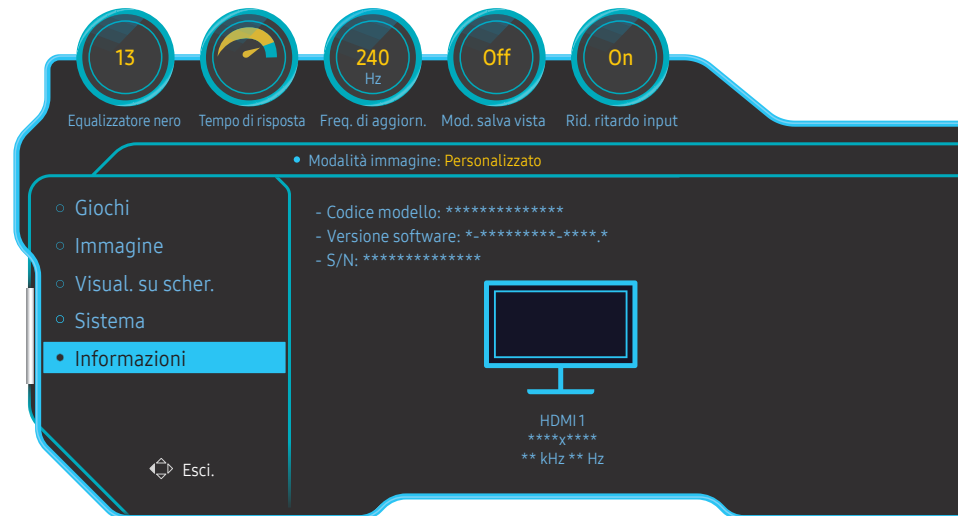 13
240
Hz
Off
On
Equalizzatore nero
Tempo di risposta
Freq. di aggiorn.
Mod. salva vista
Rid. ritardo input
• Modalità immagine: Personalizzato
Giochi
Immagine
Visual. su scher.
Sistema
Informazioni
Esci.
- Codice modello: **************
- Versione software: *-*********-****.*
- S/N: **************
HDMI 1
****x****
** kHz ** Hz